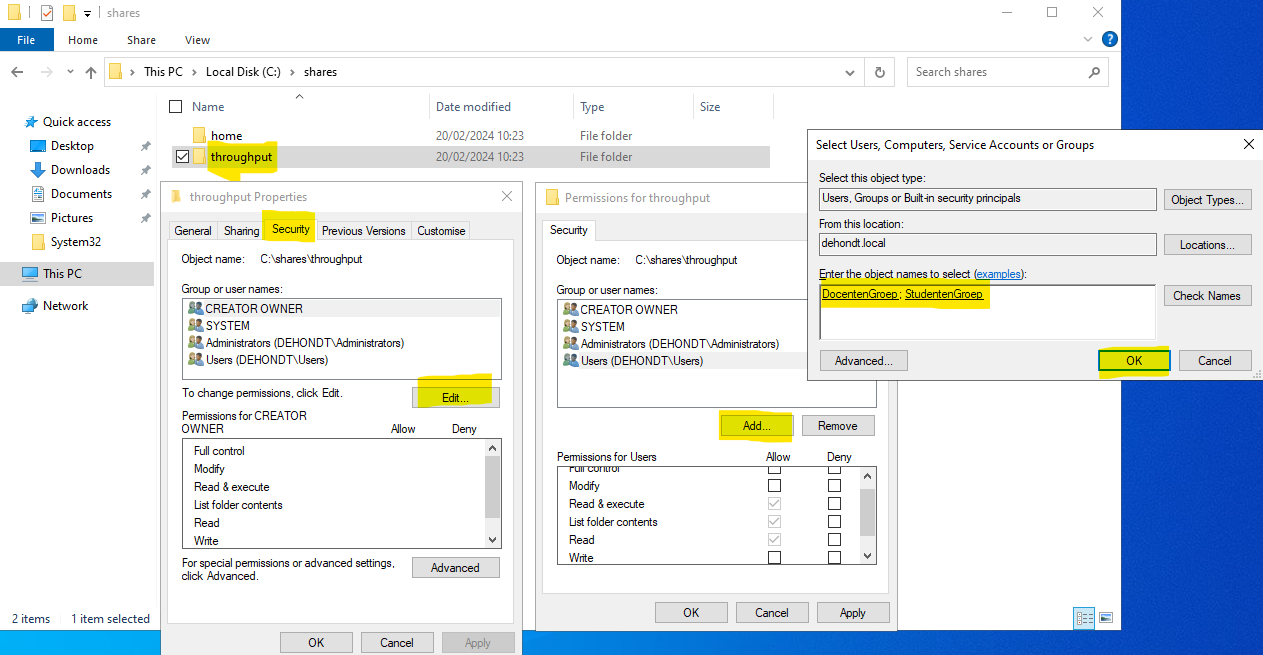 shares
File Home Share View
This PC Local Disk (C:) shares
Search shares
Name Date modified Type Size
home 20/02/2024 10:23 File folder
throughput 20/02/2024 10:23 File folder
Quick access
Desktop
Downloads
Documents
Pictures
System32
This PC
Network
2 items 1 item selected
throughput Properties
General Sharing Security Previous Versions Customise
Object name: C:\shares\throughput
Group or user names:
CREATOR OWNER
SYSTEM
Administrators (DEHONDT\Administrators)
Users (DEHONDT\Users)
To change permissions, click Edit.
Edit...
Permissions for CREATOR
OWNER
Allow Deny
Full control
Modify
Read & execute
List folder contents
Read
Write
For special permissions or advanced settings,
click Advanced.
Advanced
OK Cancel Apply
Permissions for throughput
Security
Object name: C:\shares\throughput
Group or user names:
CREATOR OWNER
SYSTEM
Administrators (DEHONDT\Administrators)
Users (DEHONDT\Users)
Add... Remove
Permissions for Users Allow Deny
Full control
Modify
Read & execute
List folder contents
Read
Write
OK Cancel Apply
Select Users, Computers, Service Accounts or Groups
Select this object type:
Users, Groups or Built-in security principals
Object Types...
From this location:
dehondt.local
Locations...
Enter the object names to select (examples):
DocentenGroep; StudentenGroep
Check Names
Advanced...
OK Cancel